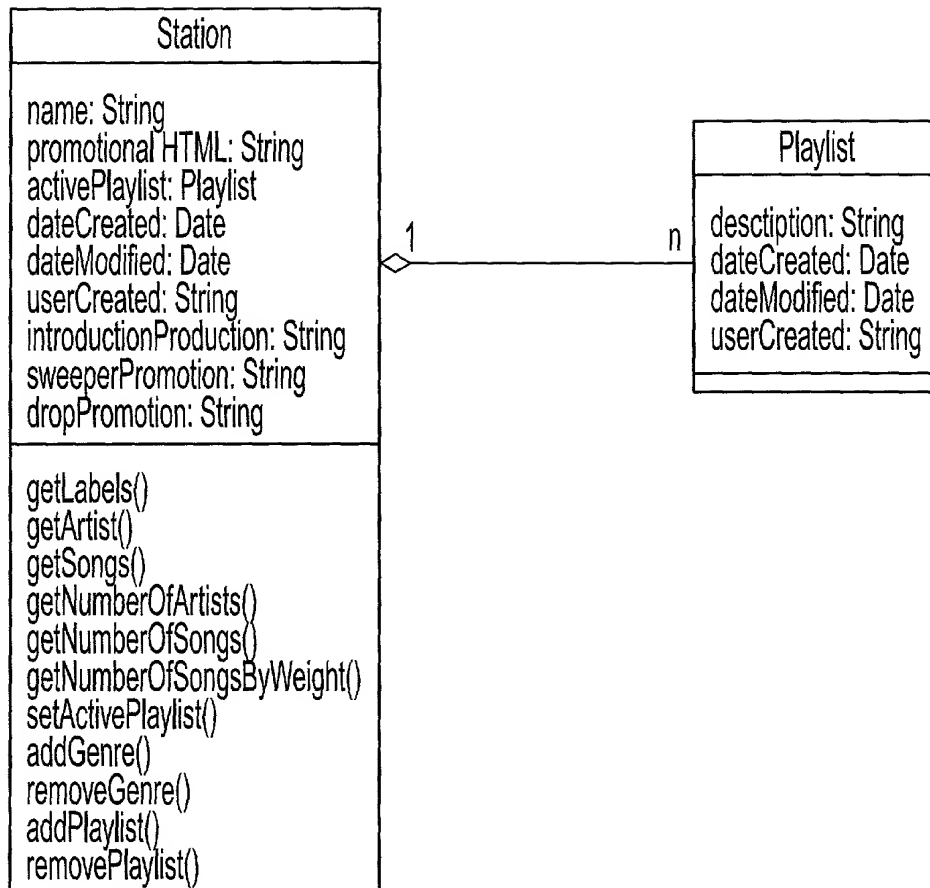 Station
name: String
promotional HTML: String
activePlaylist: Playlist
dateCreated: Date
dateModified: Date
userCreated: String
introductionProduction: String
sweeperPromotion: String
dropPromotion: String
getLabels()
getArtist()
getSongs()
getNumberOfArtists()
getNumberOfSongs()
getNumberOfSongsByWeight()
setActivePlaylist()
addGenre()
removeGenre()
addPlaylist()
removePlaylist()
1
n
Playlist
desctiption: String
dateCreated: Date
dateModified: Date
userCreated: String